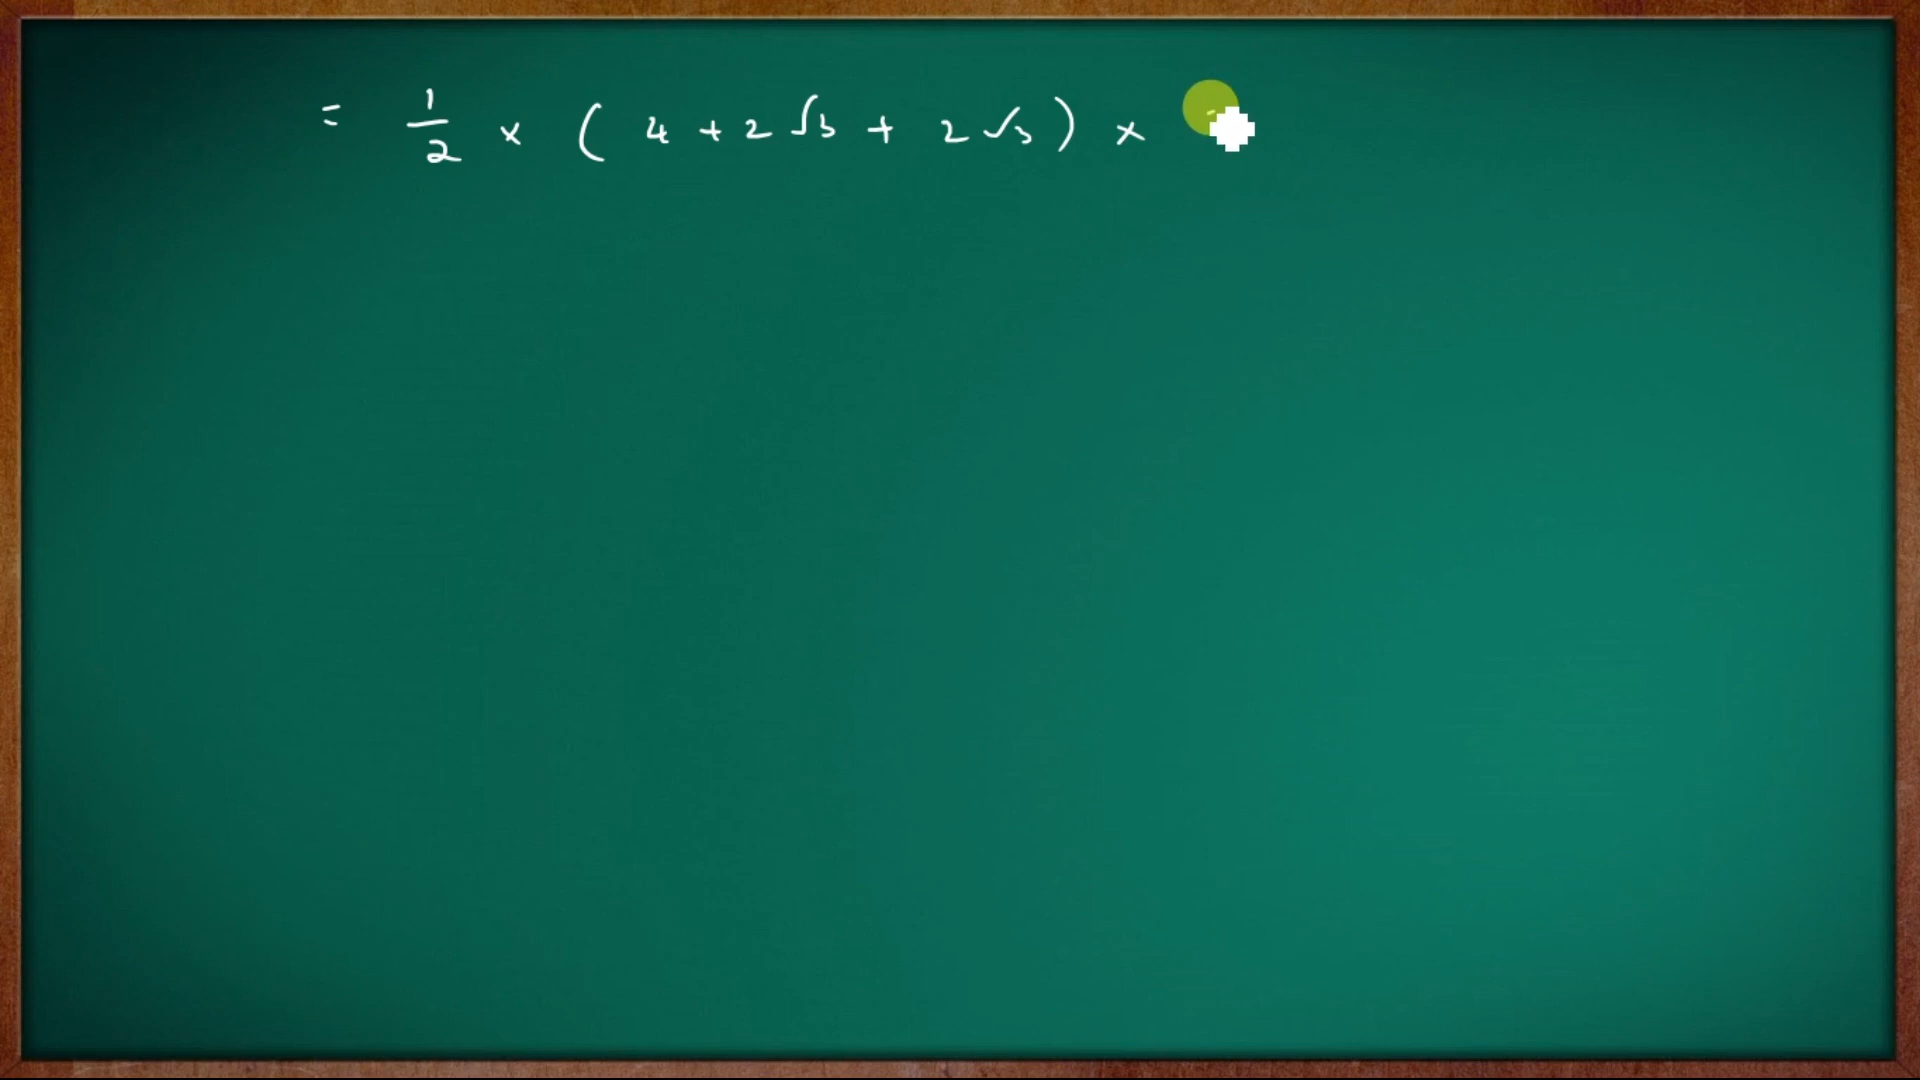 = 1/2 × ( 4 + 2 √3 + 2 √3 ) ×